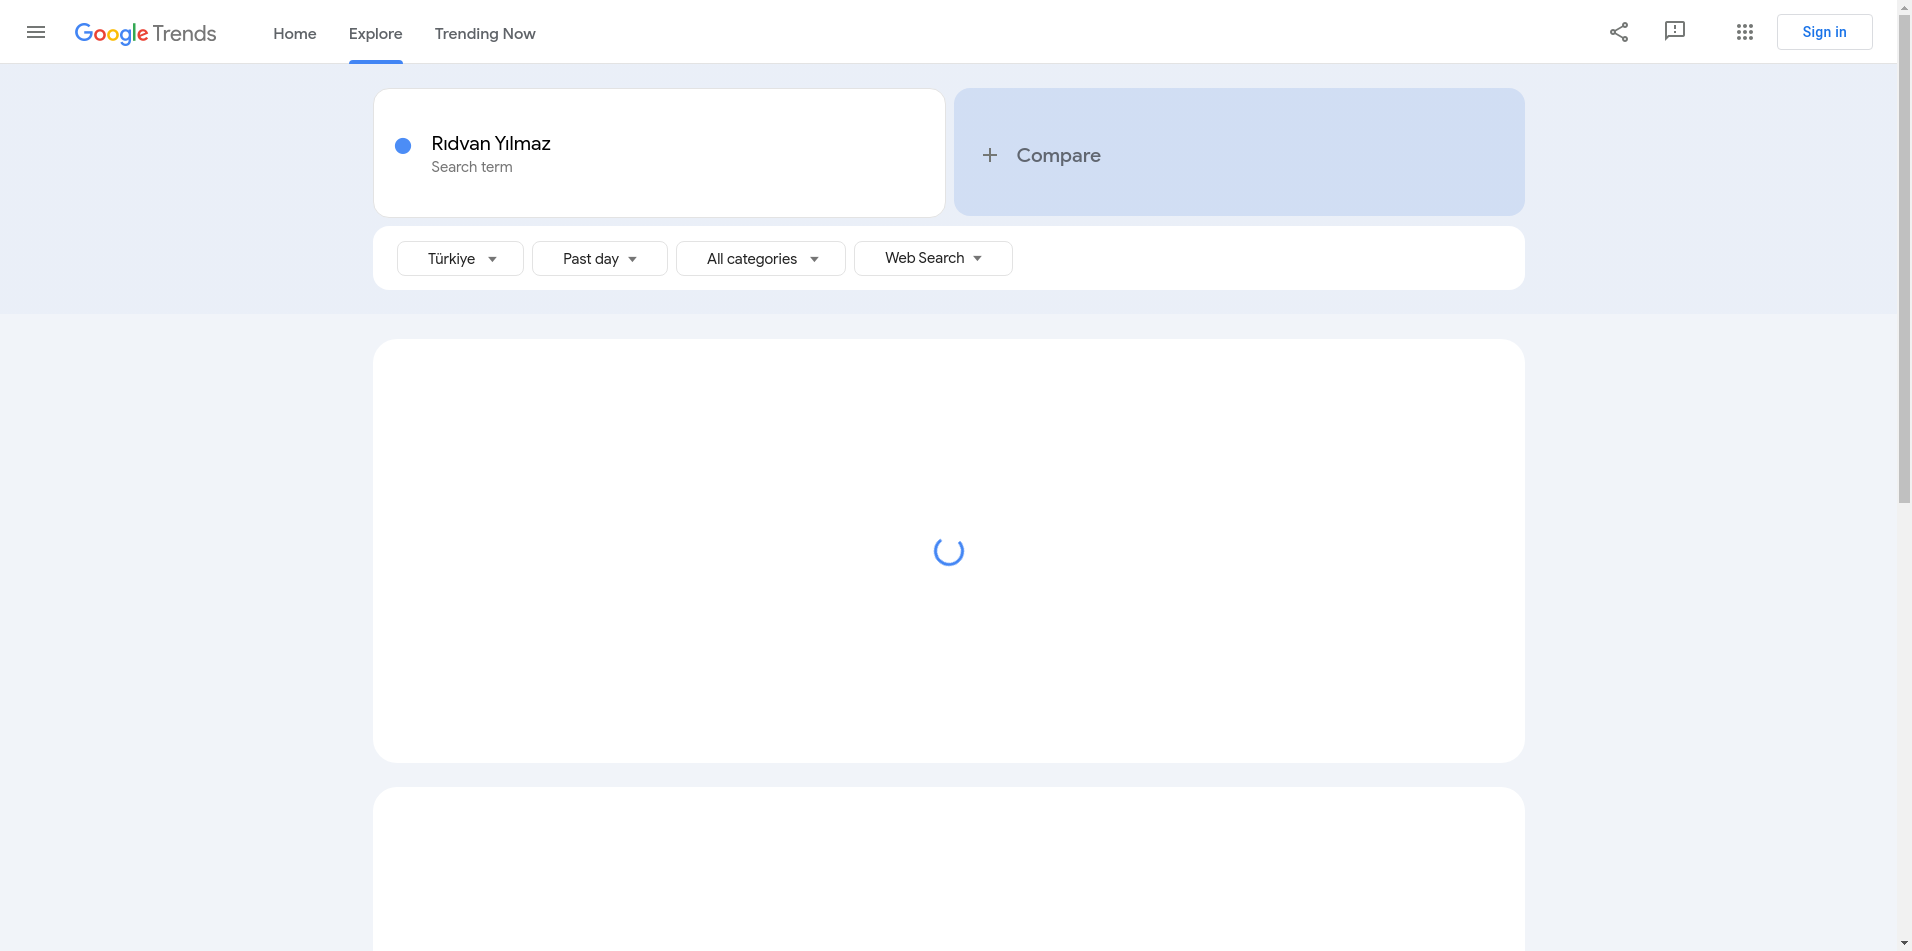 Google Trends Home Explore Trending Now Sign in
Rıdvan Yılmaz
Search term
+ Compare
Türkiye Past day All categories Web Search